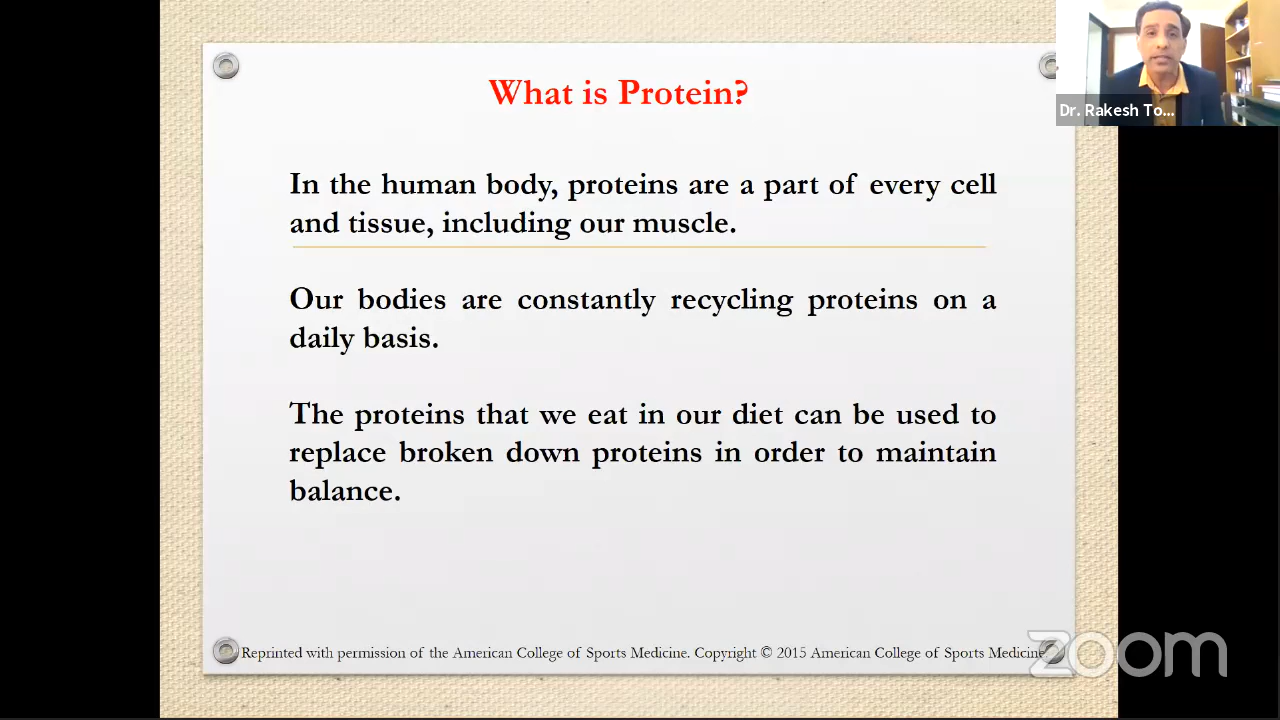 What is Protein?
Dr. Rakesh To...
In the human body, proteins are a part of every cell
and tissue, including our muscle.
Our bodies are constantly recycling proteins on a
daily basis.
The proteins that we eat in our diet can be used to
replace broken down proteins in order to maintain
balance.
Reprinted with permission of the American College of Sports Medicine. Copyright © 2015 American College of Sports Medicine
zoom